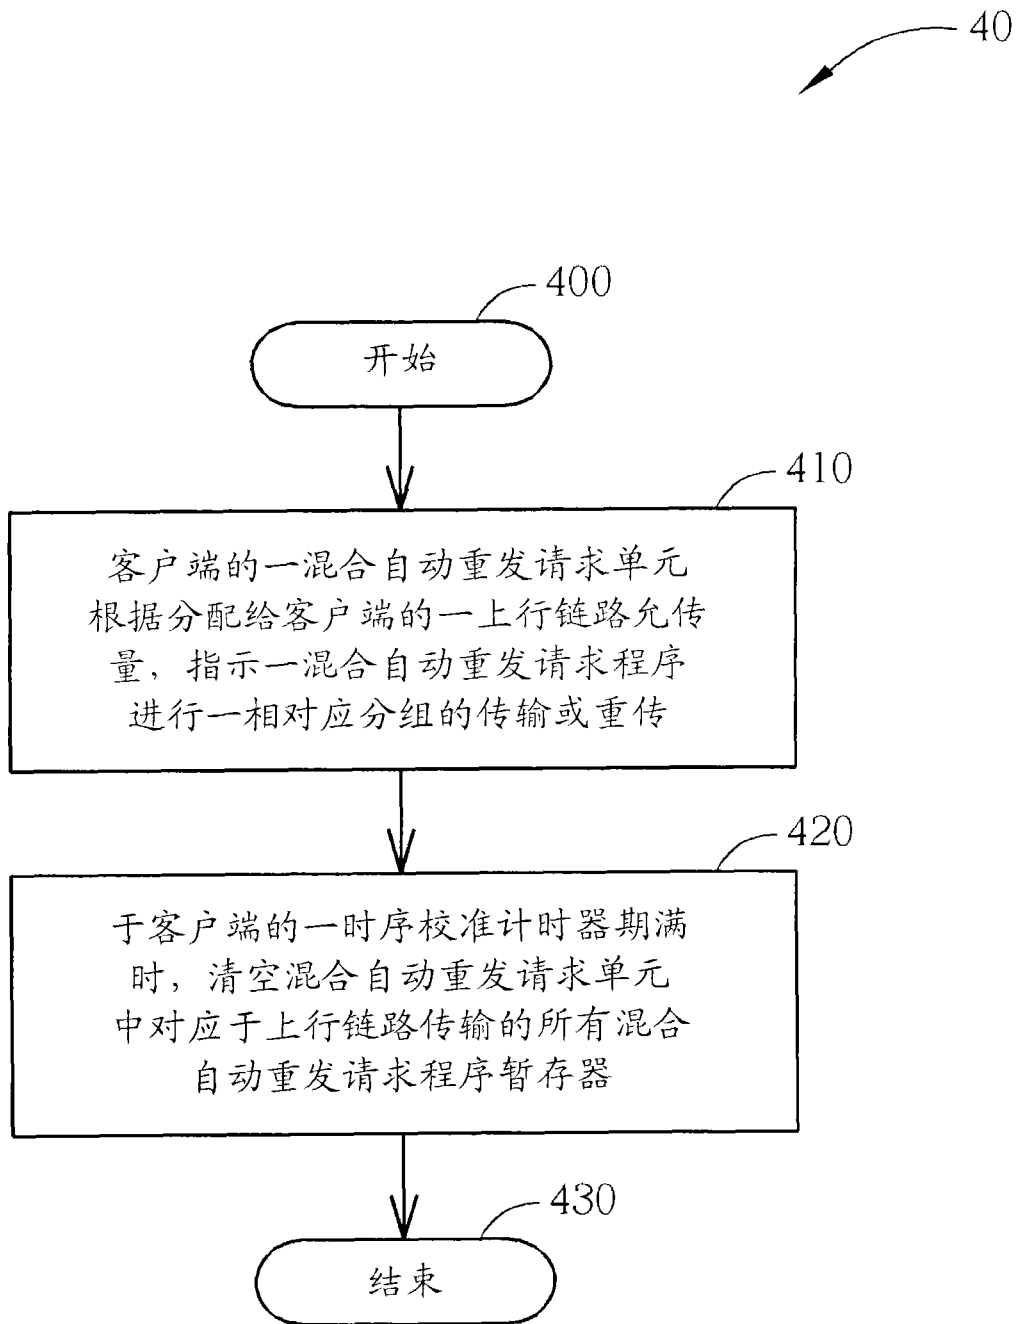 40
400
开始
410
客户端的一混合自动重发请求单元
根据分配给客户端的一上行链路允传
量，指示一混合自动重发请求程序
进行一相对应分组的传输或重传
420
于客户端的一时序校准计时器期满
时，清空混合自动重发请求单元
中对应于上行链路传输的所有混合
自动重发请求程序暂存器
430
结束